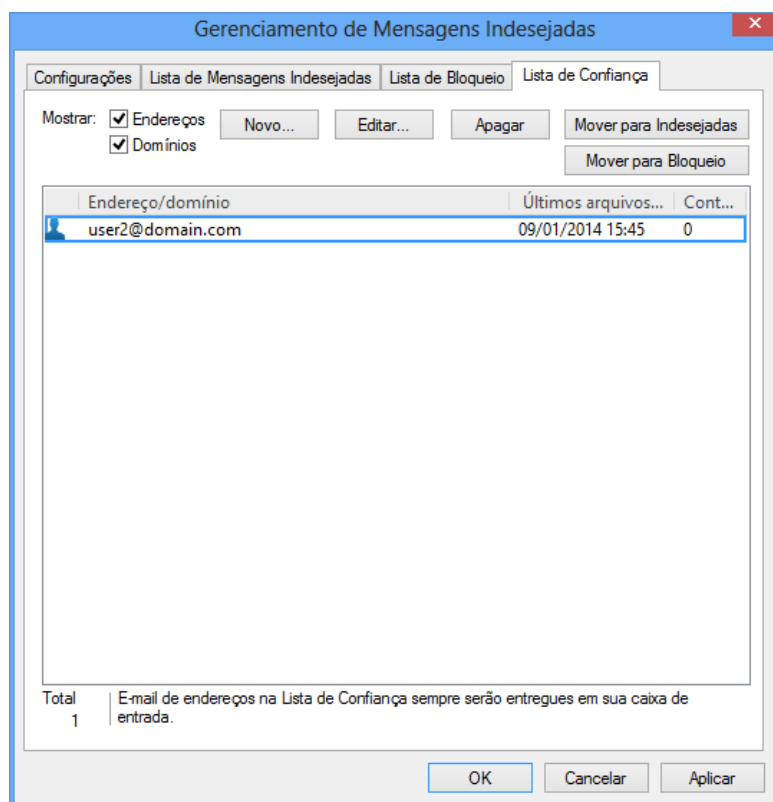 Gerenciamento de Mensagens Indesejadas
Configurações Lista de Mensagens Indesejadas Lista de Bloqueio Lista de Confiança
Mostrar: Endereços Novo... Editar... Apagar Mover para Indesejadas
Domínios Mover para Bloqueio
Endereço/domínio Últimos arquivos... Cont...
user2@domain.com 09/01/2014 15:45 0
Total E-mail de endereços na Lista de Confiança sempre serão entregues em sua caixa de
1 entrada.
OK Cancelar Aplicar